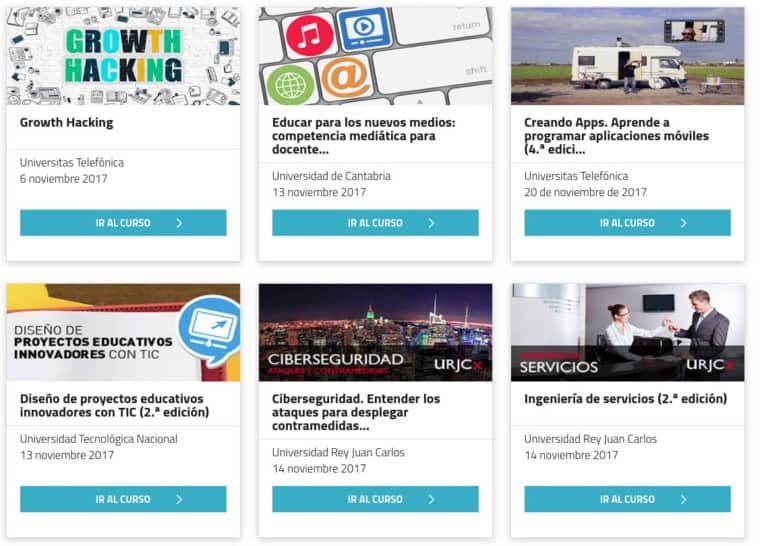 GROWTH
HACKING
Growth Hacking
Universitas Telefónica
6 noviembre 2017
IR AL CURSO
return
shift
Educar para los nuevos medios:
competencia mediática para
docente...
Universidad de Cantabria
13 noviembre 2017
IR AL CURSO
Creando Apps. Aprende a
programar aplicaciones móviles
(4.ª edici...
Universitas Telefónica
20 de noviembre de 2017
IR AL CURSO
DISEÑO DE
PROYECTOS EDUCATIVOS
INNOVADORES CON TIC
Diseño de proyectos educativos
innovadores con TIC (2.ª edición)
Universidad Tecnológica Nacional
13 noviembre 2017
IR AL CURSO
CIBERSEGURIDAD
ATAQUES Y CONTRAMEDIDAS
URJCx
Ciberseguridad. Entender los
ataques para desplegar
contramedidas...
Universidad Rey Juan Carlos
14 noviembre 2017
IR AL CURSO
SERVICIOS
URJCx
Ingeniería de servicios (2.ª edición)
Universidad Rey Juan Carlos
14 noviembre 2017
IR AL CURSO